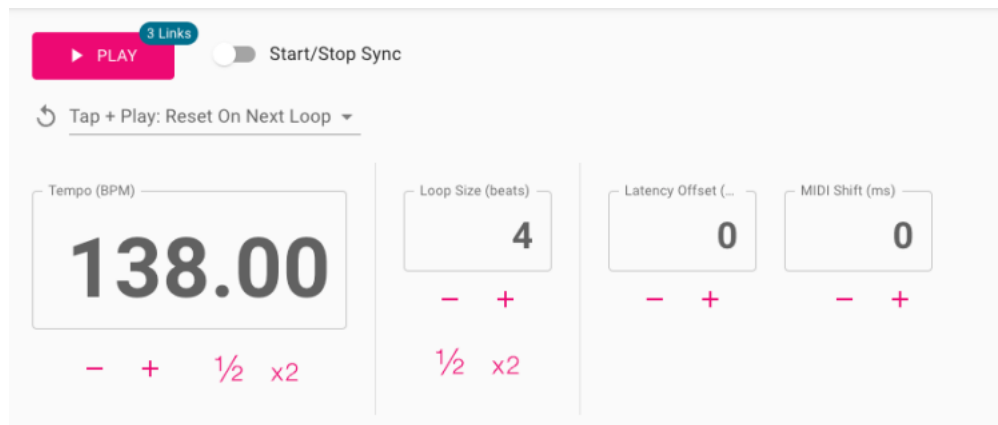 3 Links
PLAY
Start/Stop Sync
Tap + Play: Reset On Next Loop
Tempo (BPM)
138.00
− + ½ x2
Loop Size (beats)
4
− +
½ x2
Latency Offset (...
0
− +
MIDI Shift (ms)
0
− +